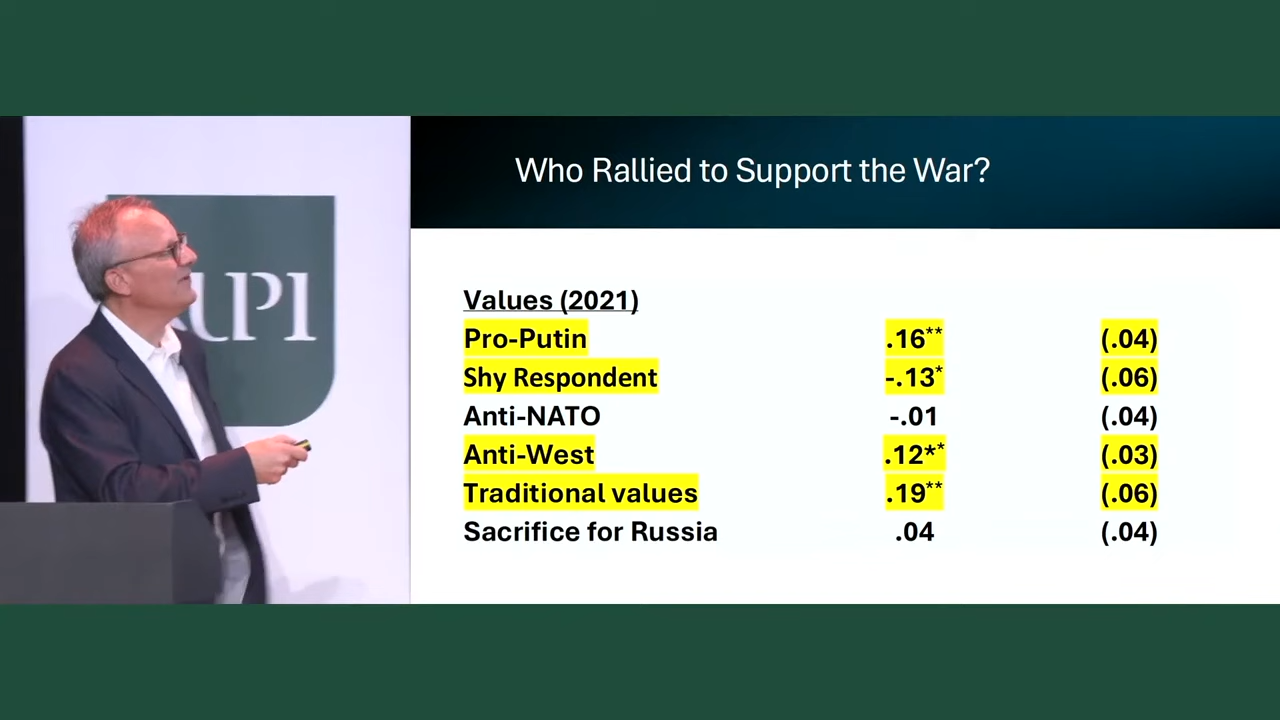 UPI
Who Rallied to Support the War?
Values (2021)
Pro-Putin .16** (.04)
Shy Respondent -.13* (.06)
Anti-NATO -.01 (.04)
Anti-West .12** (.03)
Traditional values .19** (.06)
Sacrifice for Russia .04 (.04)